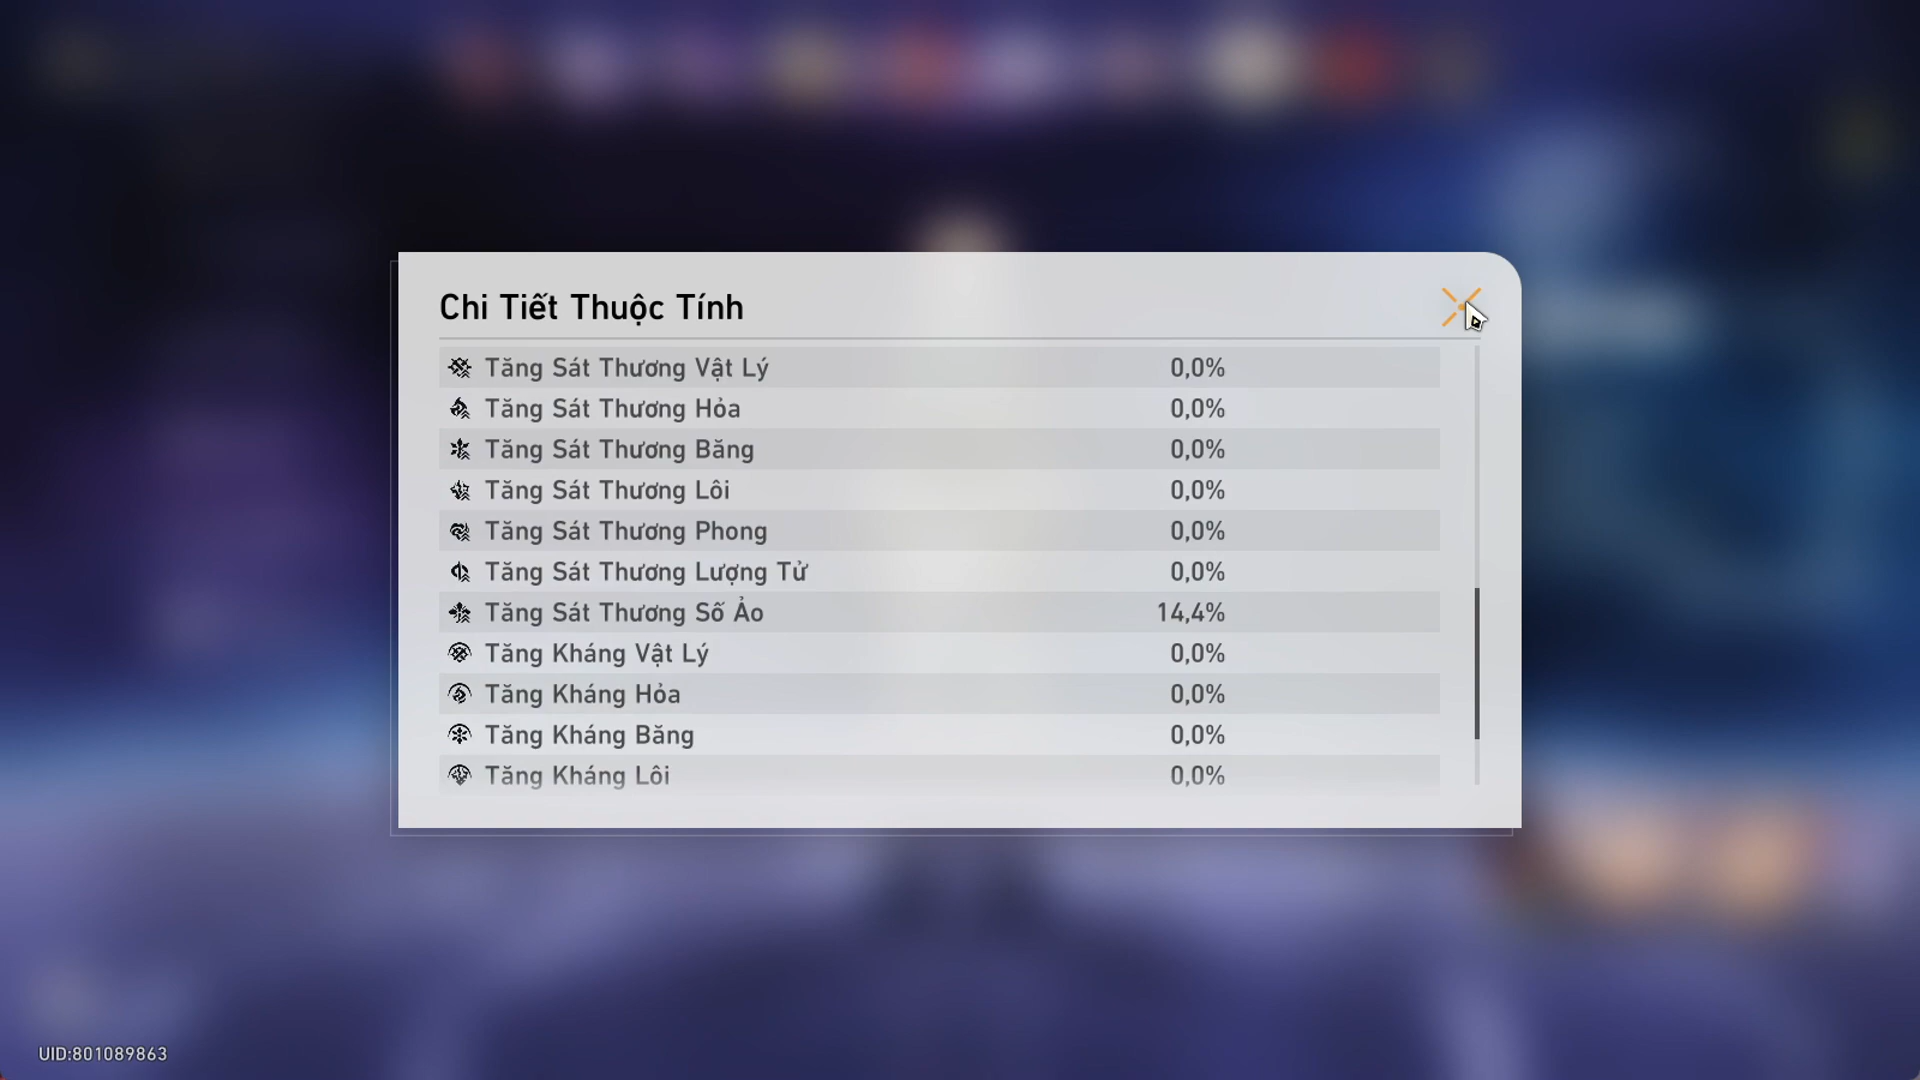 Chi Tiết Thuộc Tính
Tăng Sát Thương Vật Lý 0,0%
Tăng Sát Thương Hỏa 0,0%
Tăng Sát Thương Băng 0,0%
Tăng Sát Thương Lôi 0,0%
Tăng Sát Thương Phong 0,0%
Tăng Sát Thương Lượng Tử 0,0%
Tăng Sát Thương Số Ảo 14,4%
Tăng Kháng Vật Lý 0,0%
Tăng Kháng Hỏa 0,0%
Tăng Kháng Băng 0,0%
Tăng Kháng Lôi 0,0%
UID:801089863